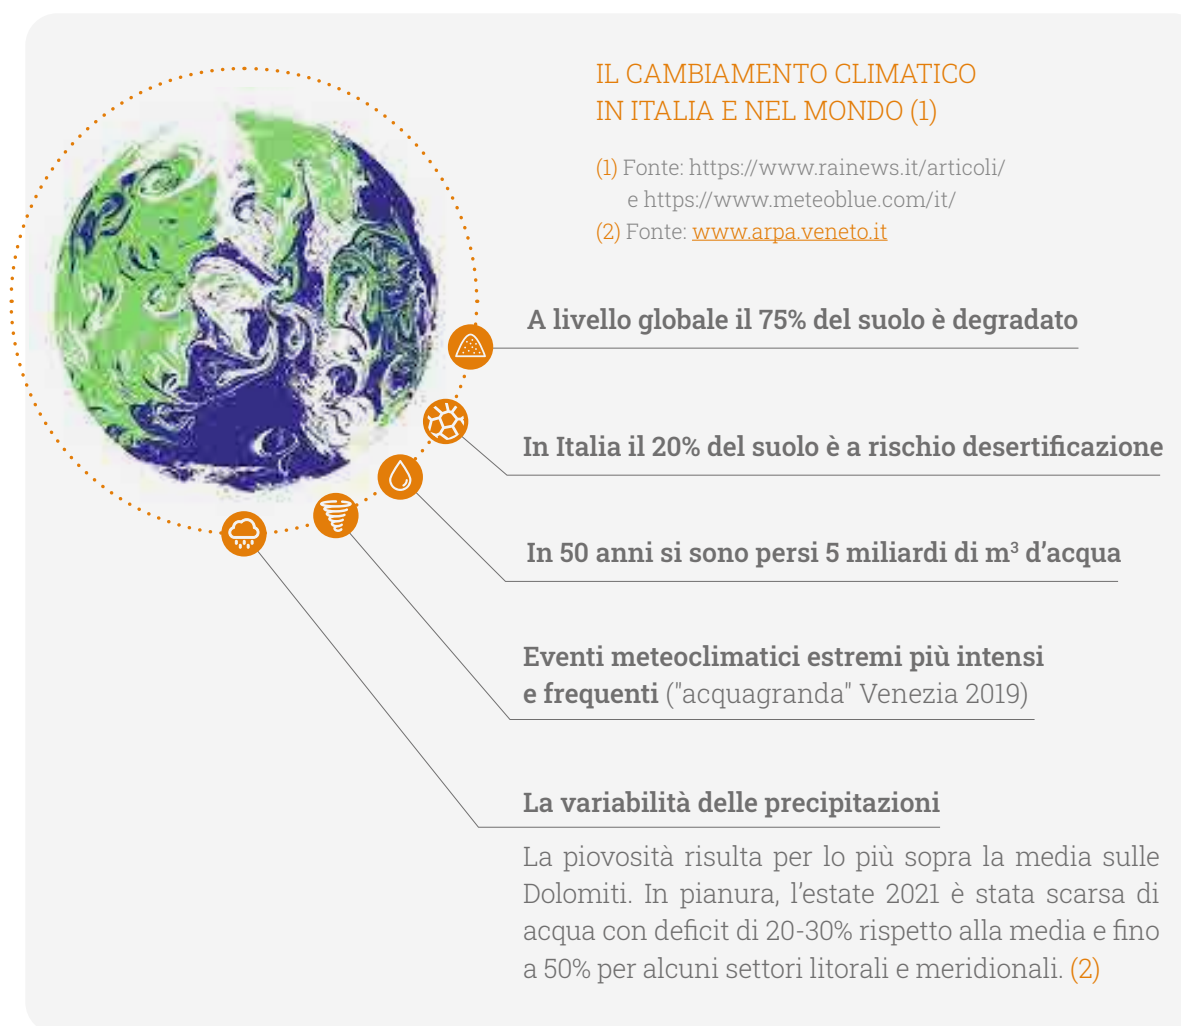 IL CAMBIAMENTO CLIMATICO
IN ITALIA E NEL MONDO (1)
(1) Fonte: https://www.rainews.it/articoli/
e https://www.meteoblue.com/it/
(2) Fonte: www.arpa.veneto.it
A livello globale il 75% del suolo è degradato
In Italia il 20% del suolo è a rischio desertificazione
In 50 anni si sono persi 5 miliardi di m³ d’acqua
Eventi meteoclimatici estremi più intensi
e frequenti ("acquagranda" Venezia 2019)
La variabilità delle precipitazioni
La piovosità risulta per lo più sopra la media sulle
Dolomiti. In pianura, l’estate 2021 è stata scarsa di
acqua con deficit di 20-30% rispetto alla media e fino
a 50% per alcuni settori litorali e meridionali. (2)